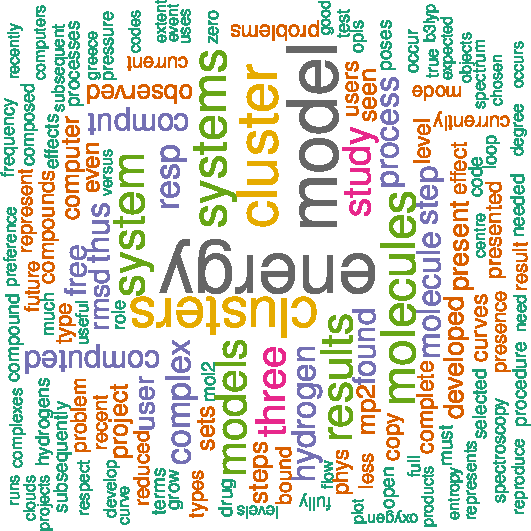 energy
model
cluster
clusters
systems
system
molecules
models
results
study
three
comput
computed
resp
process
molecule
step
complex
hydrogen
found
mp2
free
rmsd
thus
user
observed
computer
even
current
problems
users
seen
level
mode
currently
present
effect
developed
presented
curves
presence
result
complete
copy
less
phys
bound
steps
sets
types
reduced
project
problem
recent
type
compounds
future
represent
recently
computers
greece
pressure
subsequent
processes
codes
extent
event
uses
zero
composed
affects
frequency
versus
preference
much
useful
role
compound
mol2
drug
grow
terms
curve
develop
respect
subsequently
hydrogens
complexes
runs
clouds
projects
levels
fully
flow
plot
open
oxygen
products
full
must
entropy
represents
selected
spectroscopy
reproduce
procedure
need
needed
centre
code
loop
degree
occurs
chosen
spectrum
objects
expected
b3lyp
true
occur
poses
opls
test
good